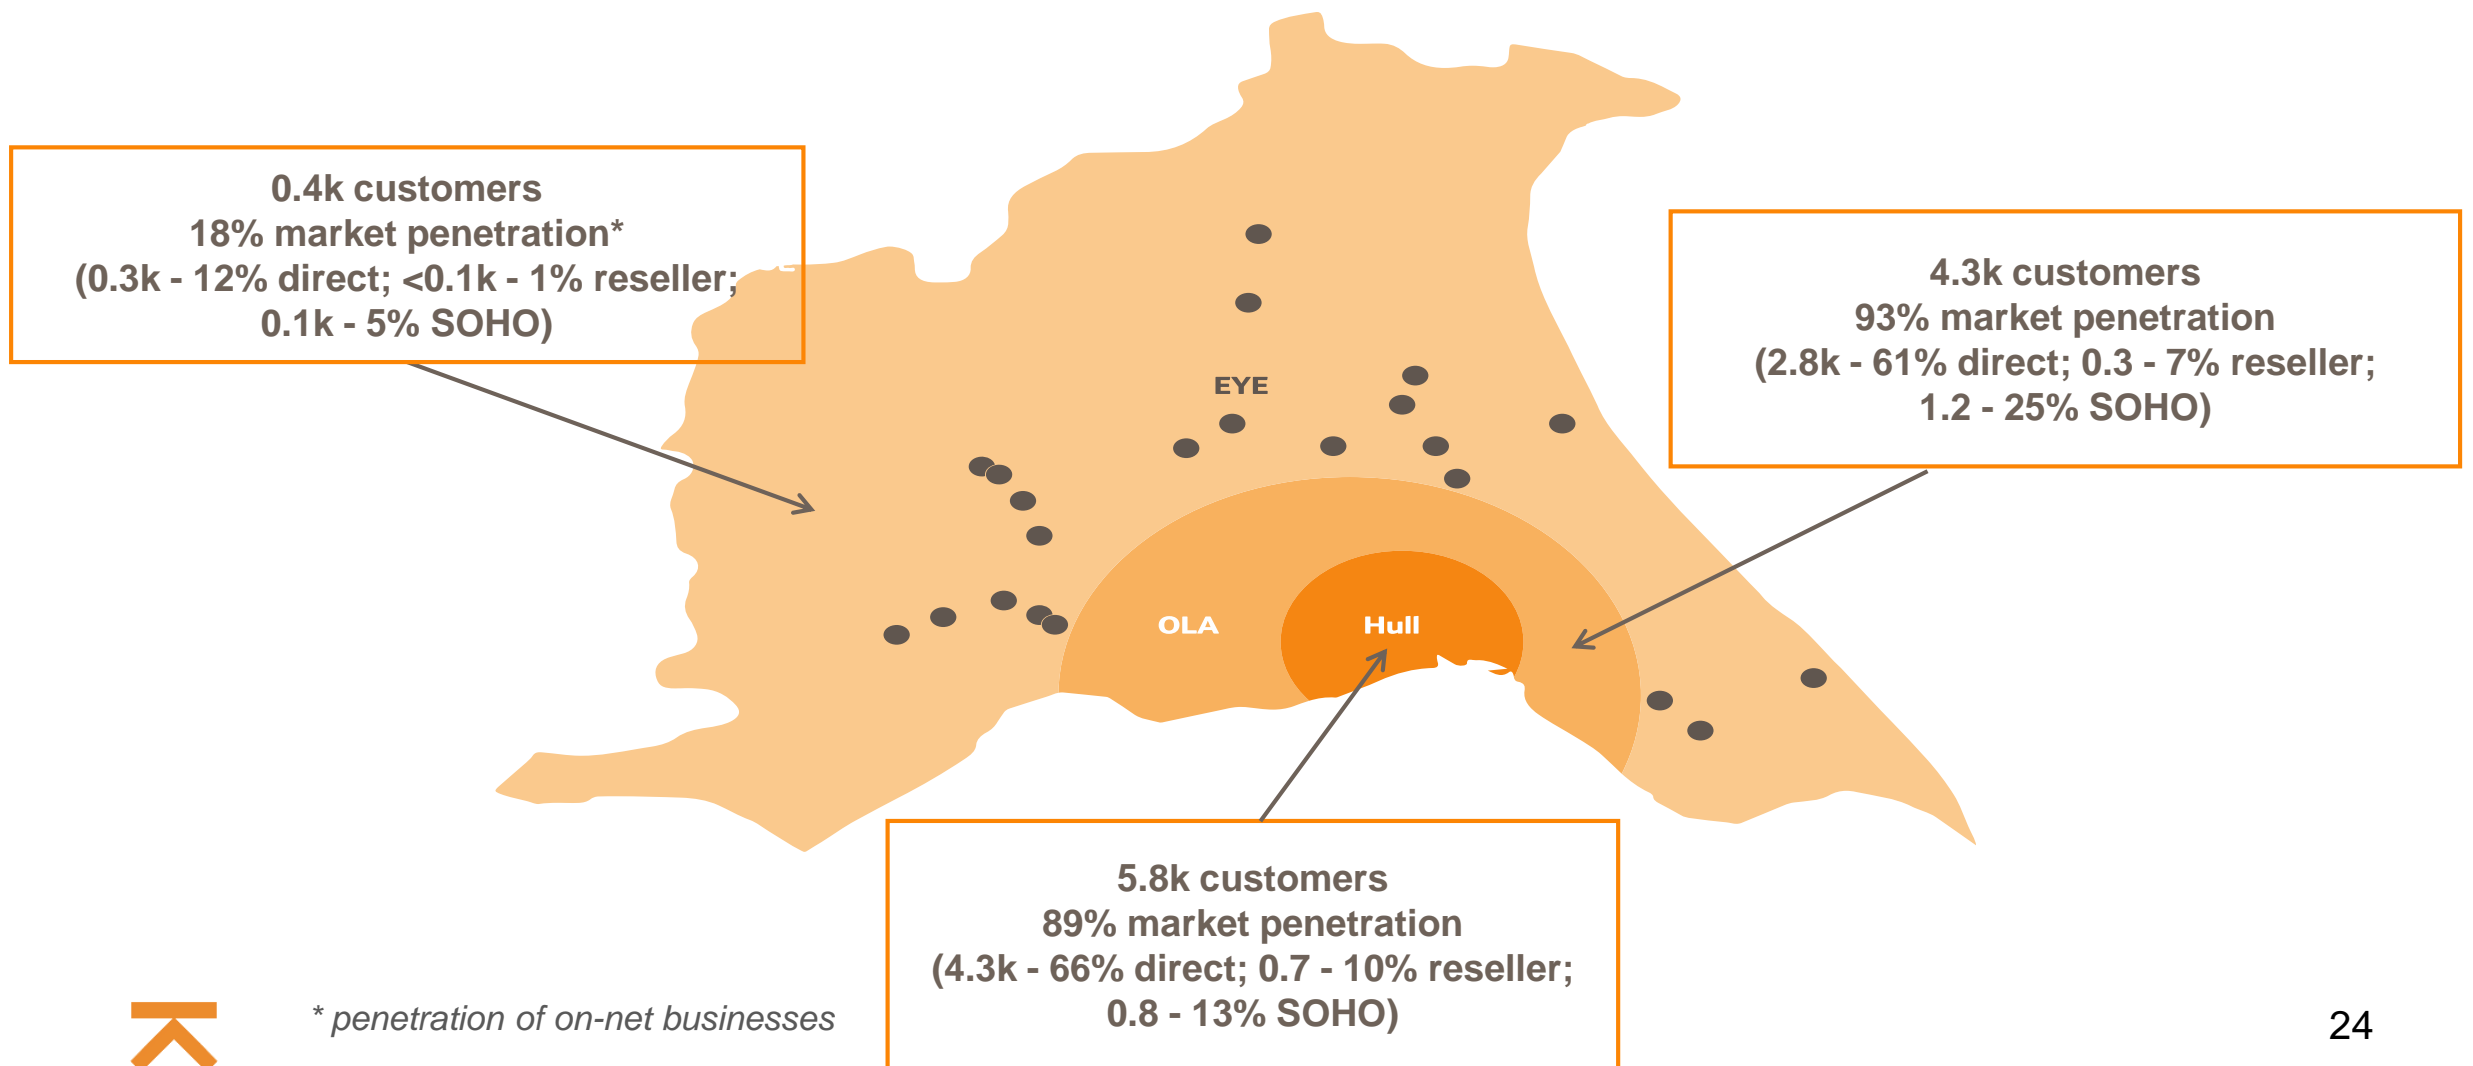 0.4k customers
18% market penetration*
(0.3k - 12% direct; <0.1k - 1% reseller;
0.1k - 5% SOHO)
4.3k customers
93% market penetration
(2.8k - 61% direct; 0.3 - 7% reseller;
1.2 - 25% SOHO)
EYE
OLA
Hull
5.8k customers
89% market penetration
(4.3k - 66% direct; 0.7 - 10% reseller;
0.8 - 13% SOHO)
* penetration of on-net businesses
24